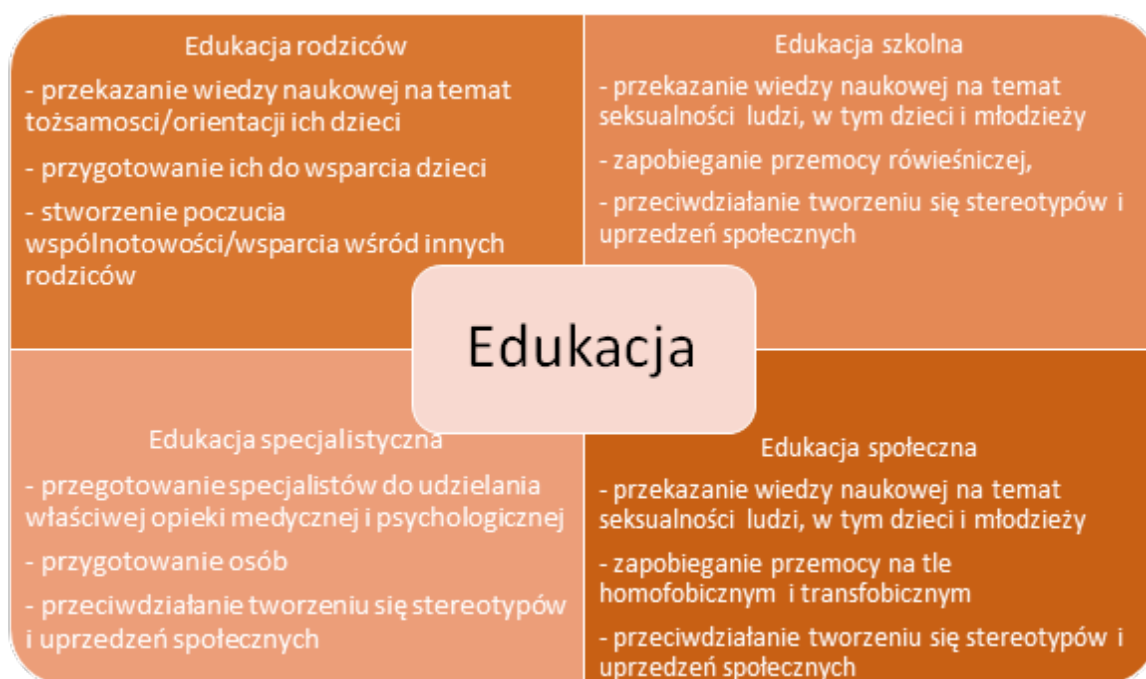 Edukacja rodziców
- przekazanie wiedzy naukowej na temat
tożsamosci/orientacji ich dzieci
- przygotowanie ich do wsparcia dzieci
- stworzenie poczucia
wspólnotowości/wsparcia wśród innych
rodziców
Edukacja szkolna
- przekazanie wiedzy naukowej na temat
seksualności ludzi, w tym dzieci i młodzieży
- zapobieganie przemocy rówieśniczej,
- przeciwdziałanie tworzeniu się stereotypów i
uprzedzeń społecznych
Edukacja
Edukacja specjalistyczna
- przegotowanie specjalistów do udzielania
właściwej opieki medycznej i psychologicznej
- przygotowanie osób
- przeciwdziałanie tworzeniu się stereotypów
i uprzedzeń społecznych
Edukacja społeczna
- przekazanie wiedzy naukowej na temat
seksualności ludzi, w tym dzieci i młodzieży
- zapobieganie przemocy na tle
homofobicznym i transfobicznym
- przeciwdziałanie tworzeniu się stereotypów i
uprzedzeń społecznych